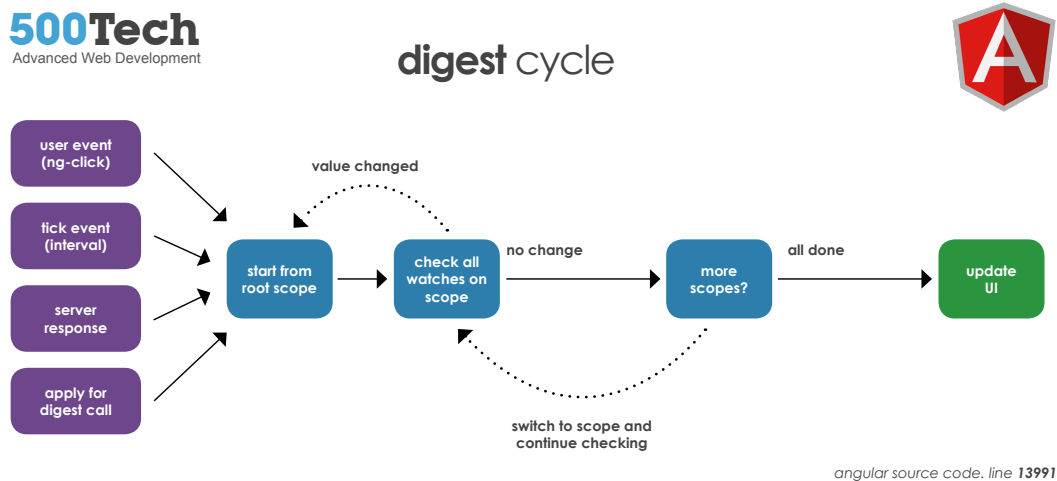 500Tech
Advanced Web Development
digest cycle
A
user event
(ng-click)
tick event
(interval)
server
response
apply for
digest call
value changed
start from
root scope
check all
watches on
scope
no change
more
scopes?
all done
update
UI
switch to scope and
continue checking
angular source code. line 13991